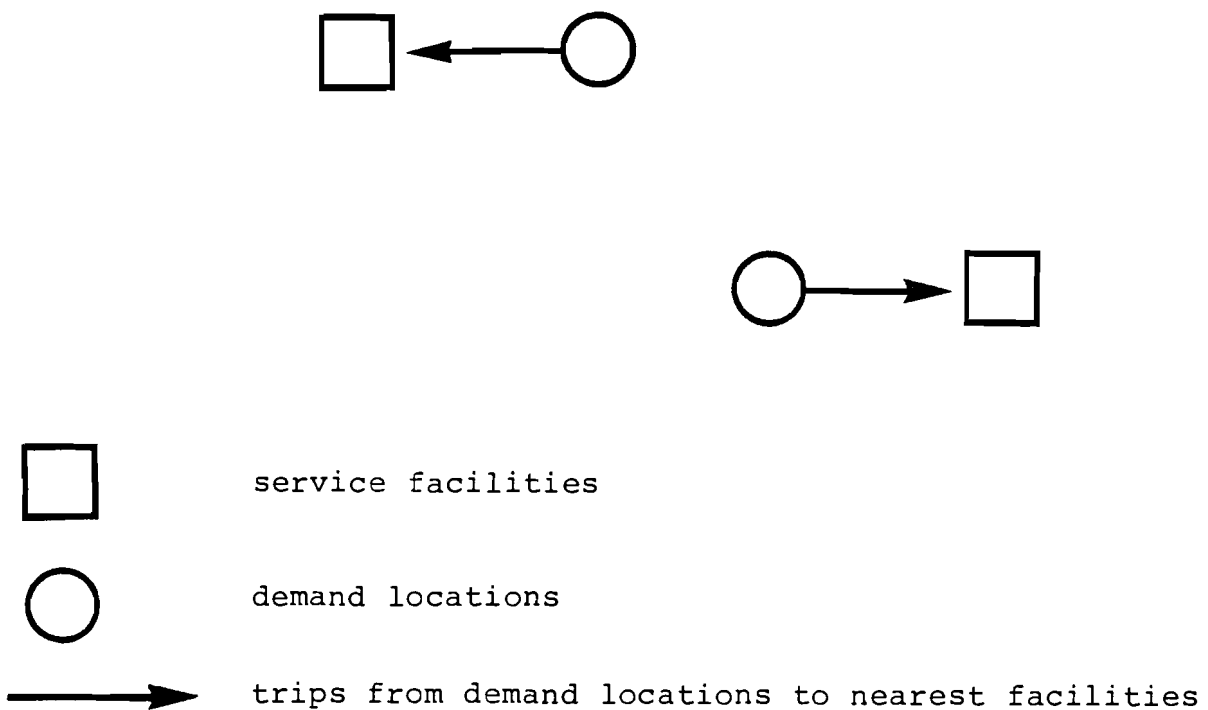 service facilities
demand locations
trips from demand locations to nearest facilities